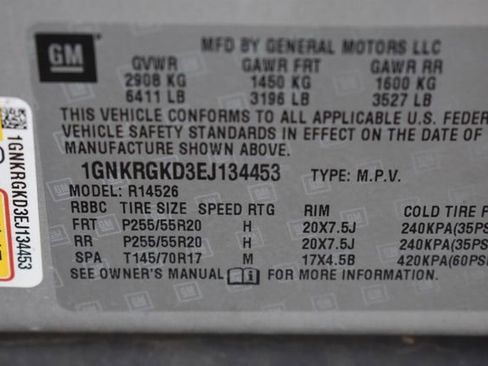 GM
MFD BY GENERAL MOTORS LLC
GVWR GAWR FRT GAWR RR
2908 KG 1450 KG 1600 KG
6411 LB 3196 LB 3527 LB
THIS VEHICLE CONFORMS TO ALL APPLICABLE U.S. FEDER
VEHICLE SAFETY STANDARDS IN EFFECT ON THE DATE OF
MANUFACTURE SHOWN ABOVE.
1GNKRGKD3EJ134453 TYPE: M.P.V.
MODEL: R14526
RBBC TIRE SIZE SPEED RTG RIM COLD TIRE P
FRT P255/55R20 H 20X7.5J 240KPA(35PS
RR P255/55R20 H 20X7.5J 240KPA(35PS
SPA T145/70R17 M 17X4.5B 420KPA(60PS
SEE OWNER'S MANUAL FOR MORE INFORMATION.
1GNKRGKD3EJ134453